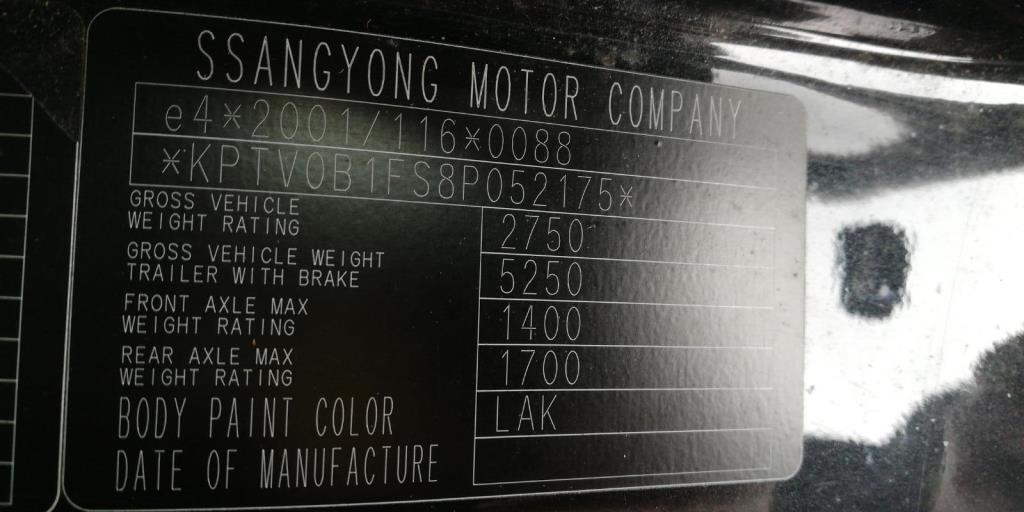 SSANGYONG MOTOR COMPANY
e4*2001/116*0088
*KPTV0B1FS8P052175*
GROSS VEHICLE
WEIGHT RATING
2750
GROSS VEHICLE WEIGHT
TRAILER WITH BRAKE
5250
FRONT AXLE MAX
WEIGHT RATING
1400
REAR AXLE MAX
WEIGHT RATING
1700
BODY PAINT COLOR
LAK
DATE OF MANUFACTURE